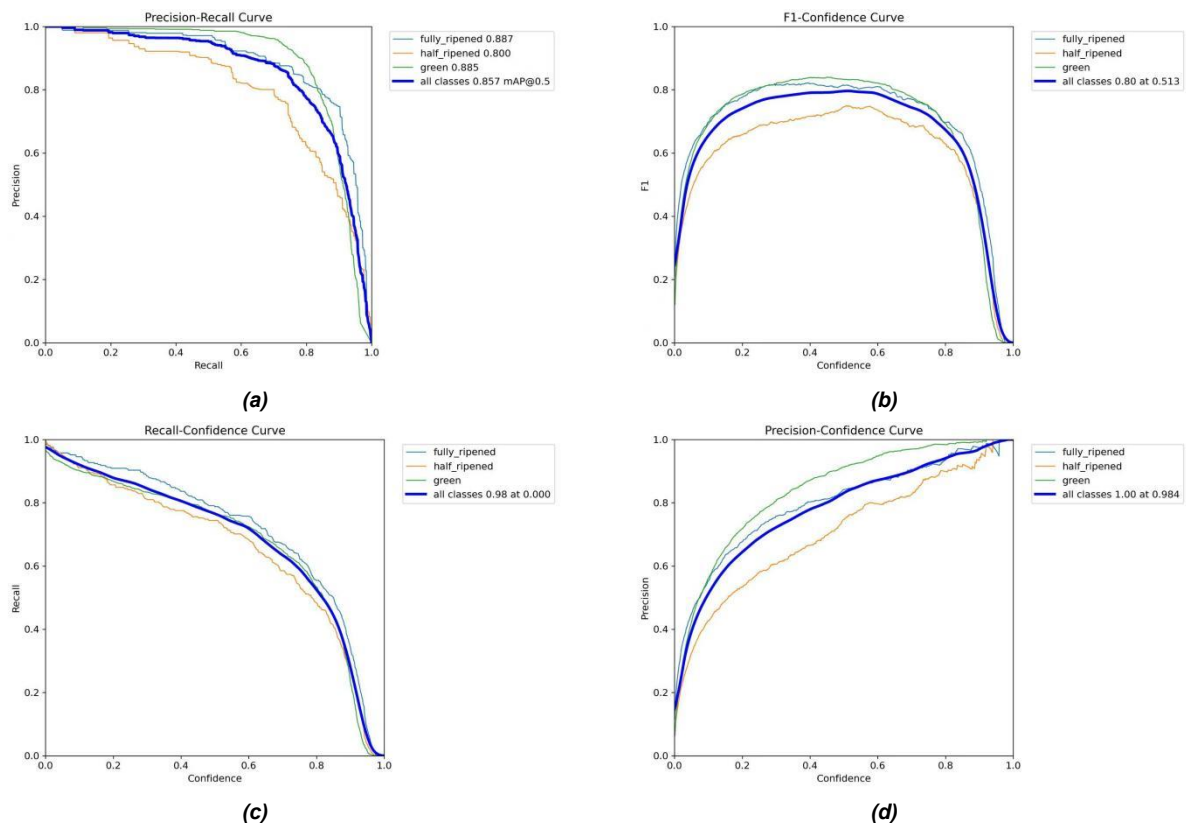 Precision-Recall Curve
fully_ripened 0.887
half_ripened 0.800
green 0.885
all classes 0.857 mAP@0.5
1.0
0.8
0.6
0.4
0.2
0.0
Precision
0.0 0.2 0.4 0.6 0.8 1.0
Recall
(a)
F1-Confidence Curve
fully_ripened
half_ripened
green
all classes 0.80 at 0.513
1.0
0.8
0.6
0.4
0.2
0.0
F1
0.0 0.2 0.4 0.6 0.8 1.0
Confidence
(b)
Recall-Confidence Curve
fully_ripened
half_ripened
green
all classes 0.98 at 0.000
1.0
0.8
0.6
0.4
0.2
0.0
Recall
0.0 0.2 0.4 0.6 0.8 1.0
Confidence
(c)
Precision-Confidence Curve
fully_ripened
half_ripened
green
all classes 1.00 at 0.984
1.0
0.8
0.6
0.4
0.2
0.0
Precision
0.0 0.2 0.4 0.6 0.8 1.0
Confidence
(d)